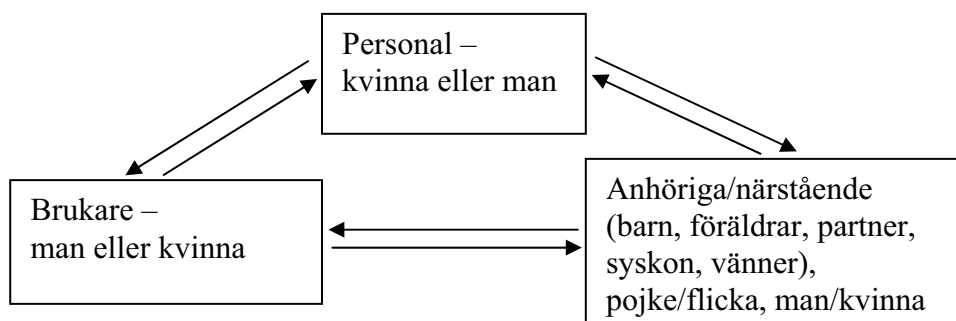 Personal –
kvinna eller man
Brukare –
man eller kvinna
Anhöriga/närstående
(barn, föräldrar, partner,
syskon, vänner),
pojke/flicka, man/kvinna